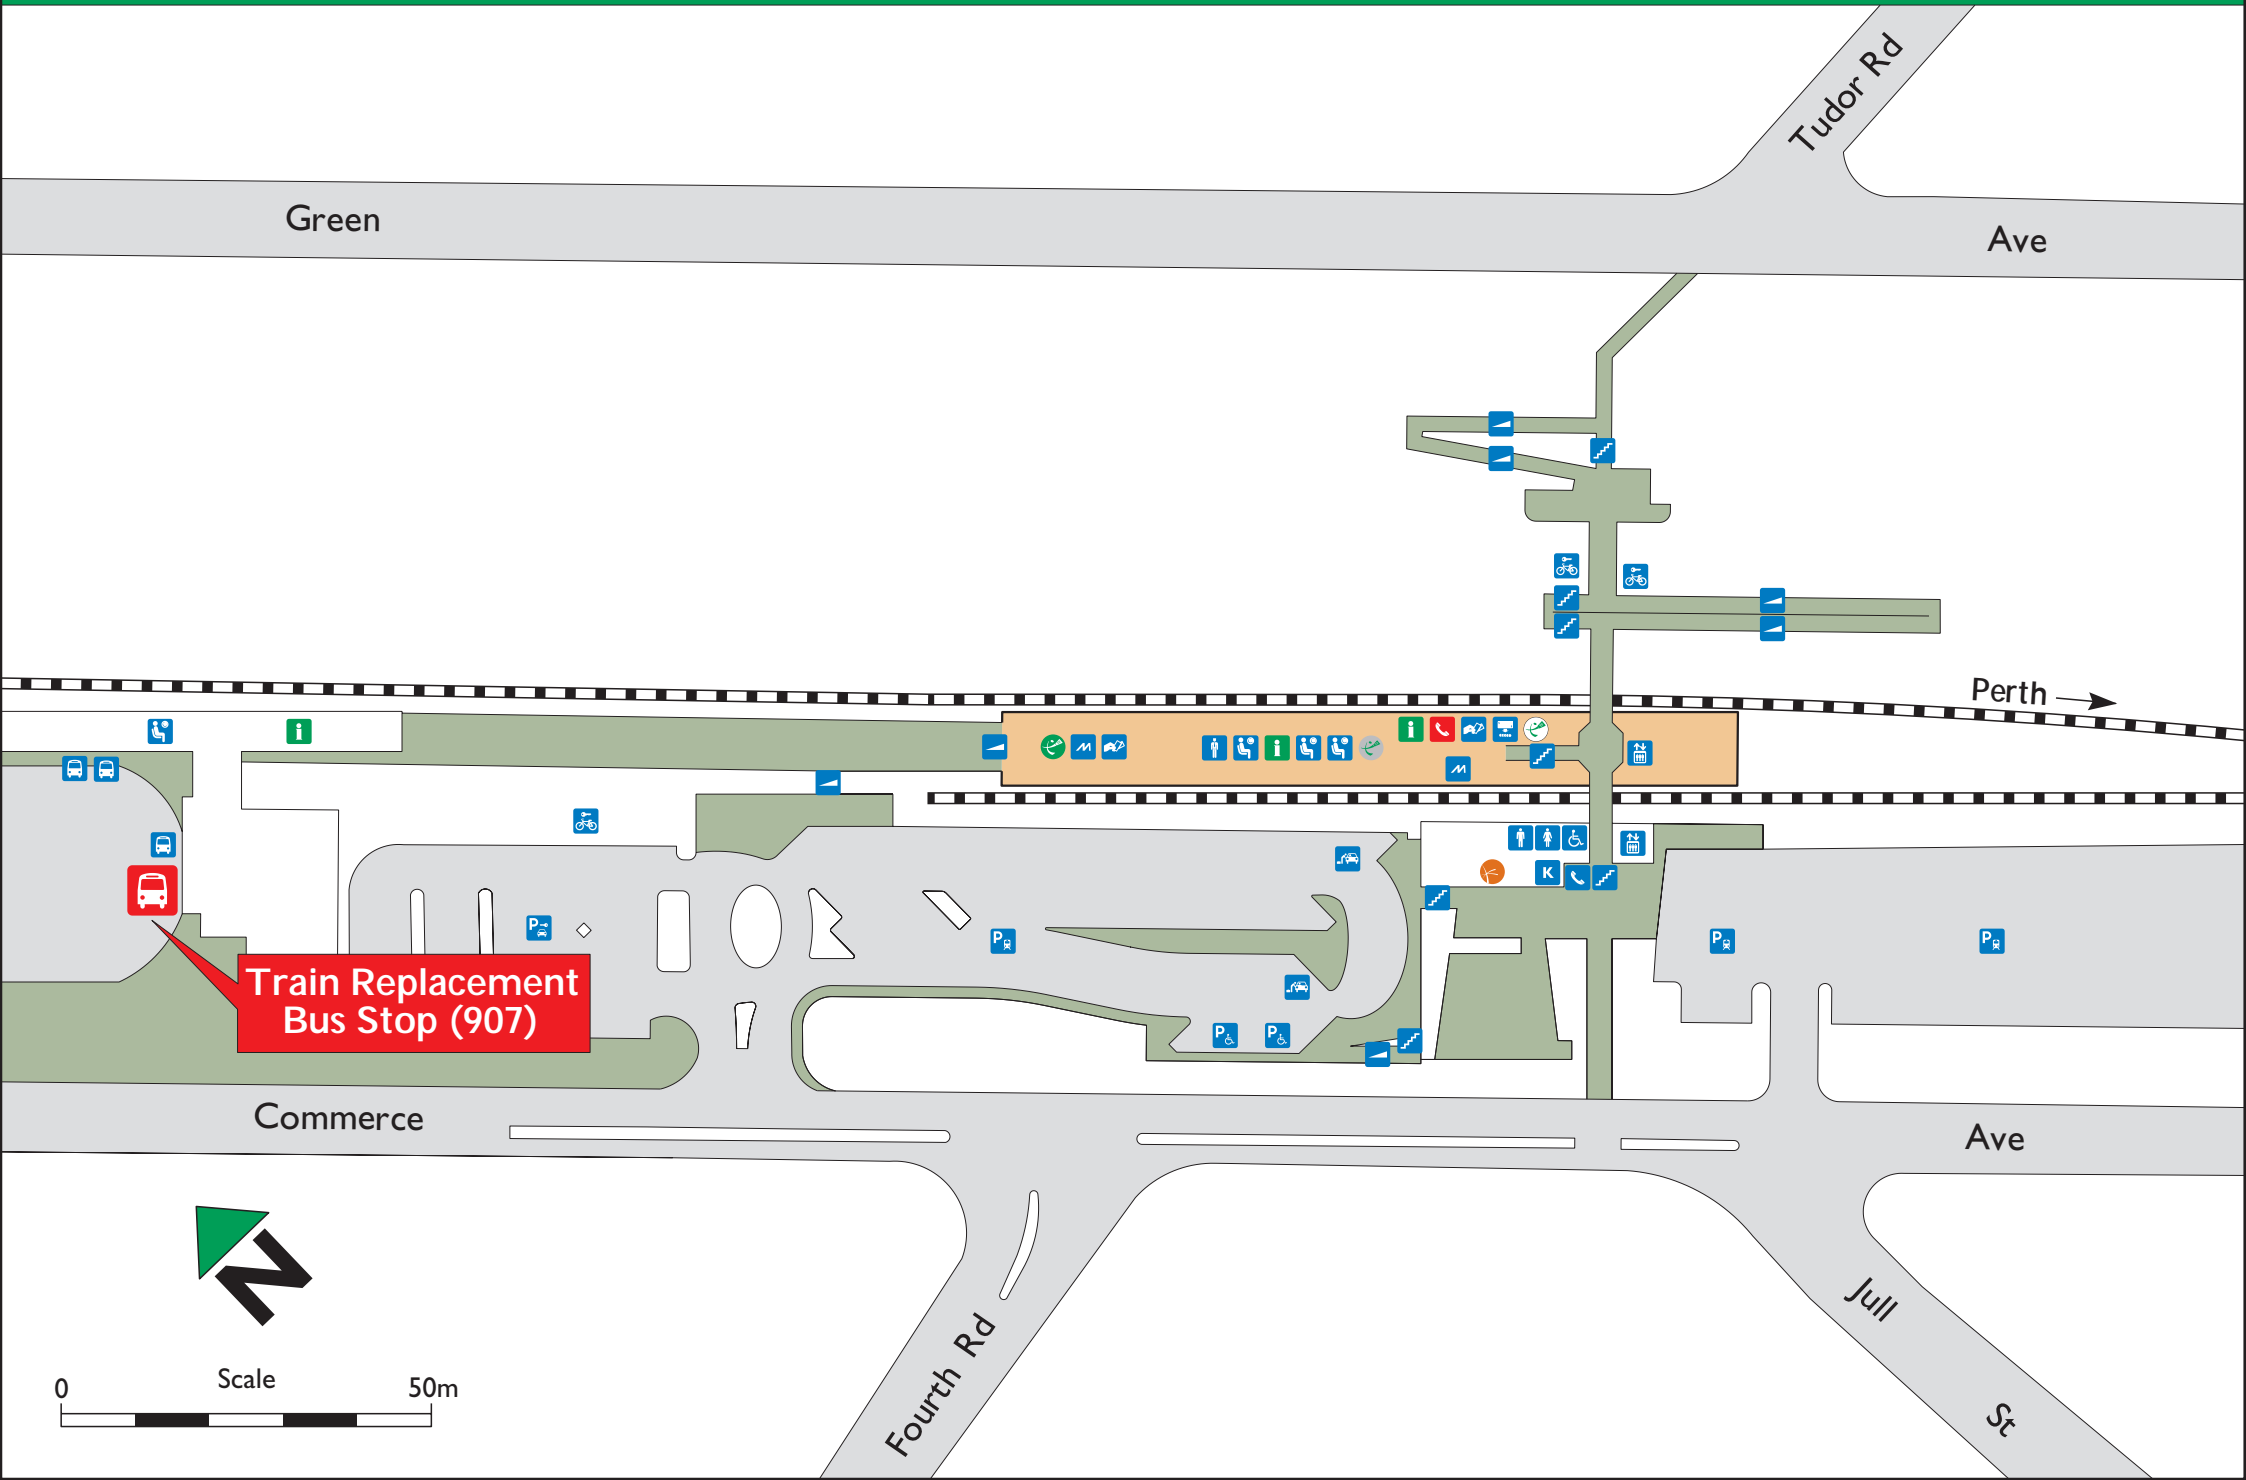 Tudor Rd
Green
Ave
Perth
P
P
P
P
K
P
P
Train Replacement
Bus Stop (907)
Commerce
Ave
N
Scale
0
50m
Fourth Rd
Jull
St